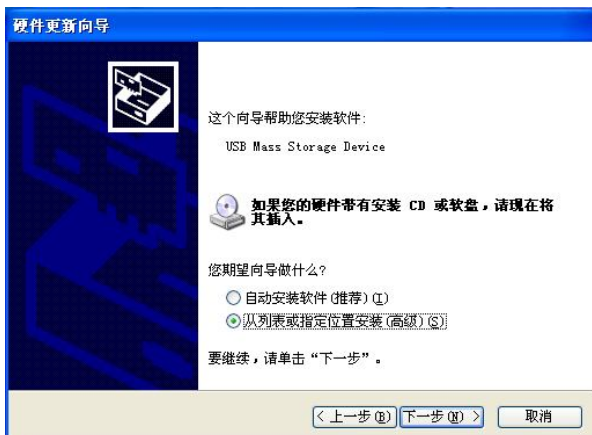 硬件更新向导
这个向导帮助您安装软件:
USB Mass Storage Device
如果您的硬件带有安装 CD 或软盘,请现在将
其插入。
您期望向导做什么?
自动安装软件(推荐)(I)
从列表或指定位置安装(高级)(S)
要继续,请单击“下一步”。
< 上一步(B) 下一步(N) > 取消